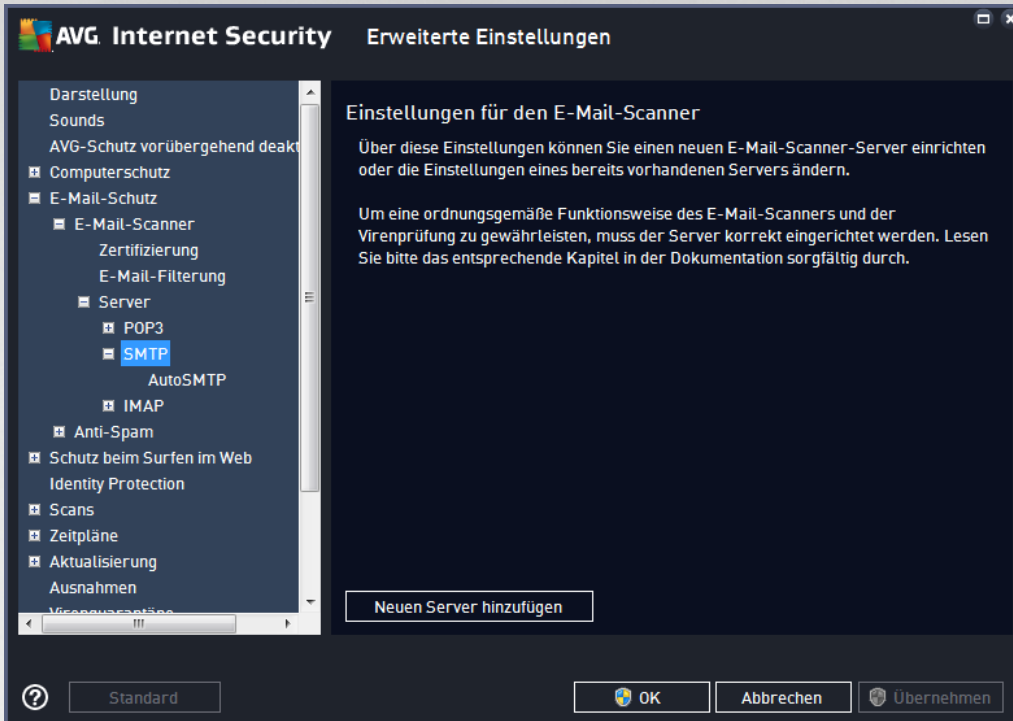 AVG Internet Security Erweiterte Einstellungen
Darstellung
Sounds
AVG-Schutz vorübergehend deakt
Computerschutz
E-Mail-Schutz
E-Mail-Scanner
Zertifizierung
E-Mail-Filterung
Server
POP3
SMTP
AutoSMTP
IMAP
Anti-Spam
Schutz beim Surfen im Web
Identity Protection
Scans
Zeitpläne
Aktualisierung
Ausnahmen
Virenquarantäne
Einstellungen für den E-Mail-Scanner
Über diese Einstellungen können Sie einen neuen E-Mail-Scanner-Server einrichten
oder die Einstellungen eines bereits vorhandenen Servers ändern.
Um eine ordnungsgemäße Funktionsweise des E-Mail-Scanners und der
Virenprüfung zu gewährleisten, muss der Server korrekt eingerichtet werden. Lesen
Sie bitte das entsprechende Kapitel in der Dokumentation sorgfältig durch.
Neuen Server hinzufügen
? Standard OK Abbrechen Übernehmen